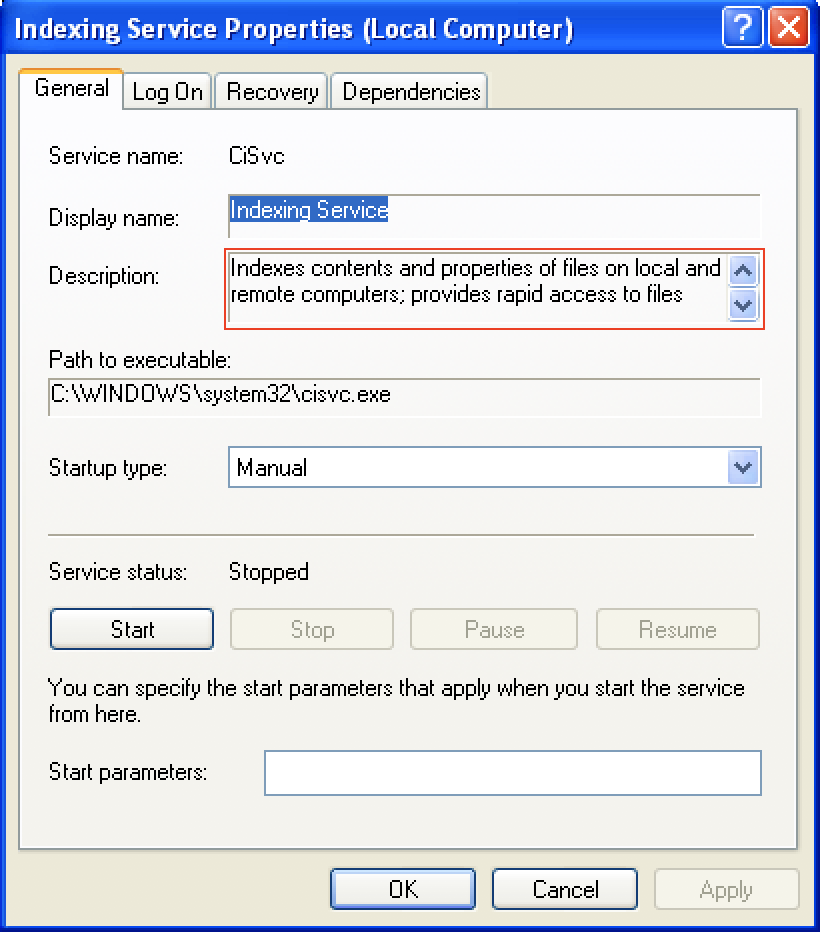 Indexing Service Properties (Local Computer)
General Log On Recovery Dependencies
Service name: CiSvc
Display name: Indexing Service
Description: Indexes contents and properties of files on local and
remote computers; provides rapid access to files
Path to executable:
C:\WINDOWS\system32\cisvc.exe
Startup type: Manual
Service status: Stopped
Start Stop Pause Resume
You can specify the start parameters that apply when you start the service
from here.
Start parameters:
OK Cancel Apply